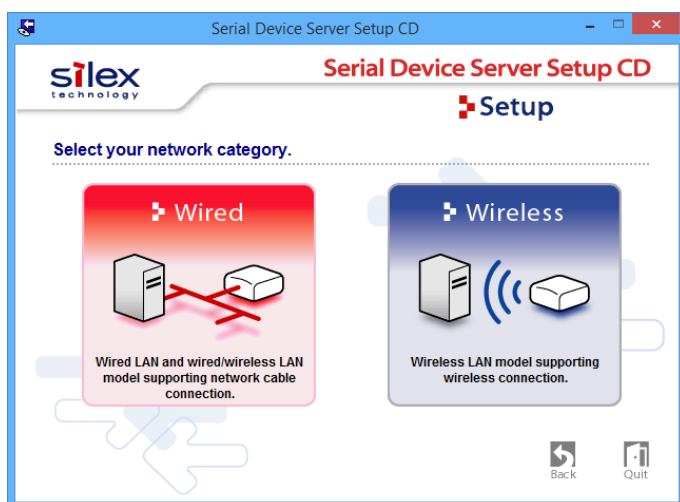 Serial Device Server Setup CD
silex
technology
Serial Device Server Setup CD
Setup
Select your network category.
Wired
Wired LAN and wired/wireless LAN
model supporting network cable
connection.
Wireless
Wireless LAN model supporting
wireless connection.
Back
Quit